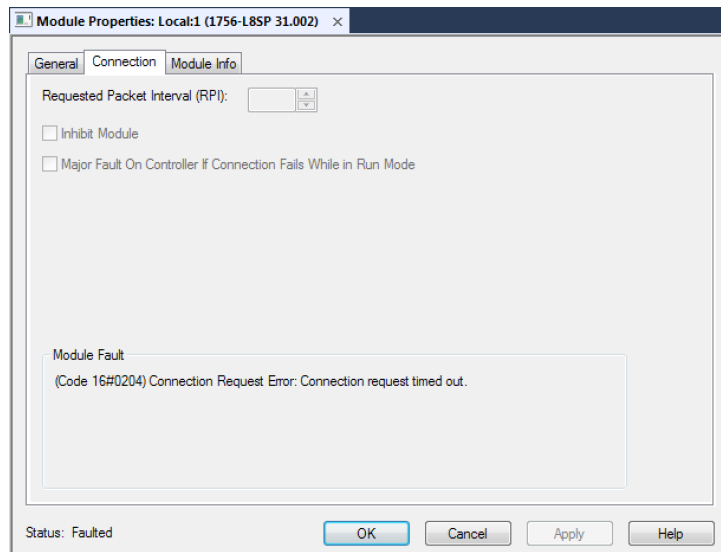 Module Properties: Local:1 (1756-L8SP 31.002) ×
General Connection Module Info
Requested Packet Interval (RPI):
Inhibit Module
Major Fault On Controller If Connection Fails While in Run Mode
Module Fault
(Code 16#0204) Connection Request Error: Connection request timed out.
Status: Faulted OK Cancel Apply Help